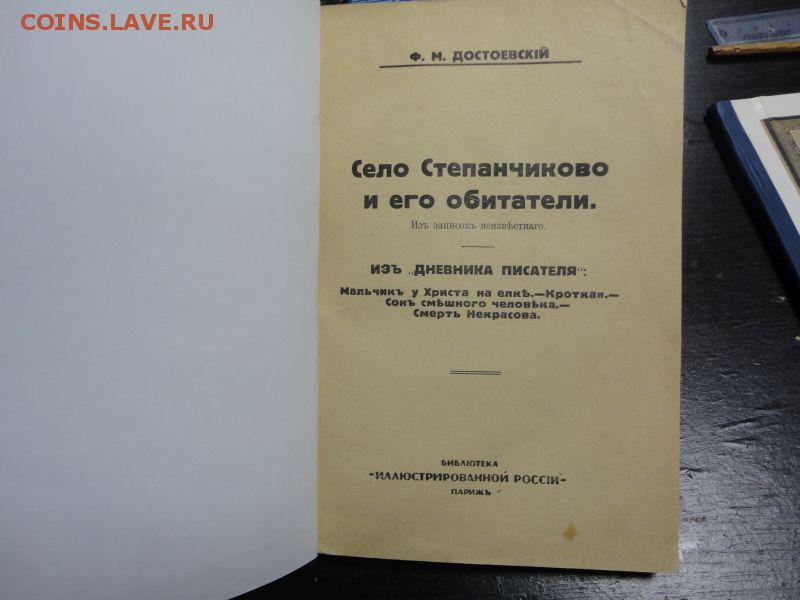 COINS.LAVE.RU
Ф. М. ДОСТОЕВСКІЙ
Село Степанчиково
и его обитатели.
Изъ записокъ неизвѣстнаго.
ИЗЪ „ДНЕВНИКА ПИСАТЕЛЯ":
Мальчикъ у Христа на елкѣ.—Кроткая.—
Сонъ смѣшного человѣка.—
Смерть Некрасова.
БИБЛІОТЕКА
"ИЛЛЮСТРИРОВАННОЙ РОССІИ"
ПАРИЖЪ